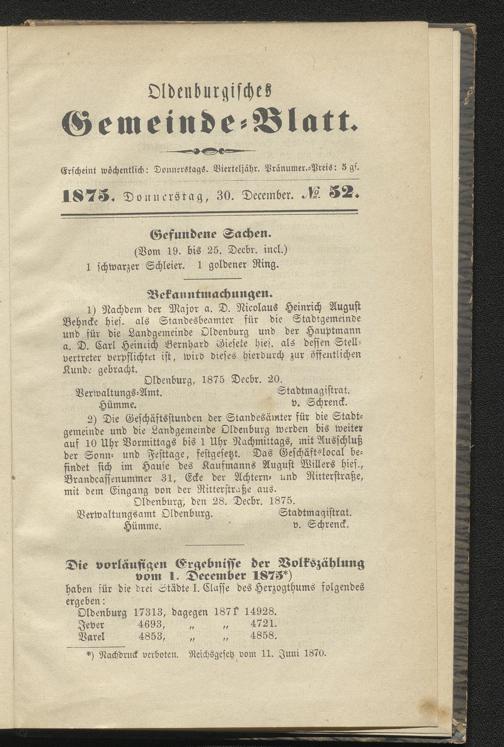 Oldenburgisches
Gemeinde-Blatt.
Erscheint wöchentlich: Donnerstags. Vierteljähr. Pränumer.-Preis: 5 gs.
1875. Donnerstag, 30. December. № 52.
Gefundene Sachen.
(Vom 19. bis 25. Decbr. incl.)
1 schwarzer Schleier. 1 goldener Ring.
Bekanntmachungen.
1) Nachdem der Major a. D. Nicolaus Heinrich August
Behncke hies. als Standesbeamter für die Stadtgemeinde
und für die Landgemeinde Oldenburg und der Hauptmann
a. D. Carl Heinrich Bernhard Giesele hies. als dessen Stell-
vertreter verpflichtet ist, wird dieses hierdurch zur öffentlichen
Kunde gebracht.
Oldenburg, 1875 Decbr. 20.
Verwaltungs-Amt. Stadtmagistrat.
Hümme. v. Schrenck.
2) Die Geschäftsstunden der Standesämter für die Stadt-
gemeinde und die Landgemeinde Oldenburg werden bis weiter
auf 10 Uhr Vormittags bis 1 Uhr Nachmittags, mit Ausschluß
der Sonn- und Festtage, festgesetzt. Das Geschäftslocal be-
findet sich im Hause des Kaufmanns August Willers hies.,
Brandcassenummer 31, Ecke der Achtern- und Ritterstraße,
mit dem Eingang von der Ritterstraße aus.
Oldenburg, den 28. Decbr. 1875.
Verwaltungsamt Oldenburg. Stadtmagistrat.
Hümme. v. Schrenck.
Die vorläufigen Ergebnisse der Volkszählung
vom 1. December 1875*)
haben für die drei Städte I. Classe des Herzogthums folgendes
ergeben:
Oldenburg 17313, dagegen 1871 14928.
Jever 4693, „ „ 4721.
Varel 4853, „ „ 4858.
*) Nachdruck verboten. Reichsgesetz vom 11. Juni 1870.